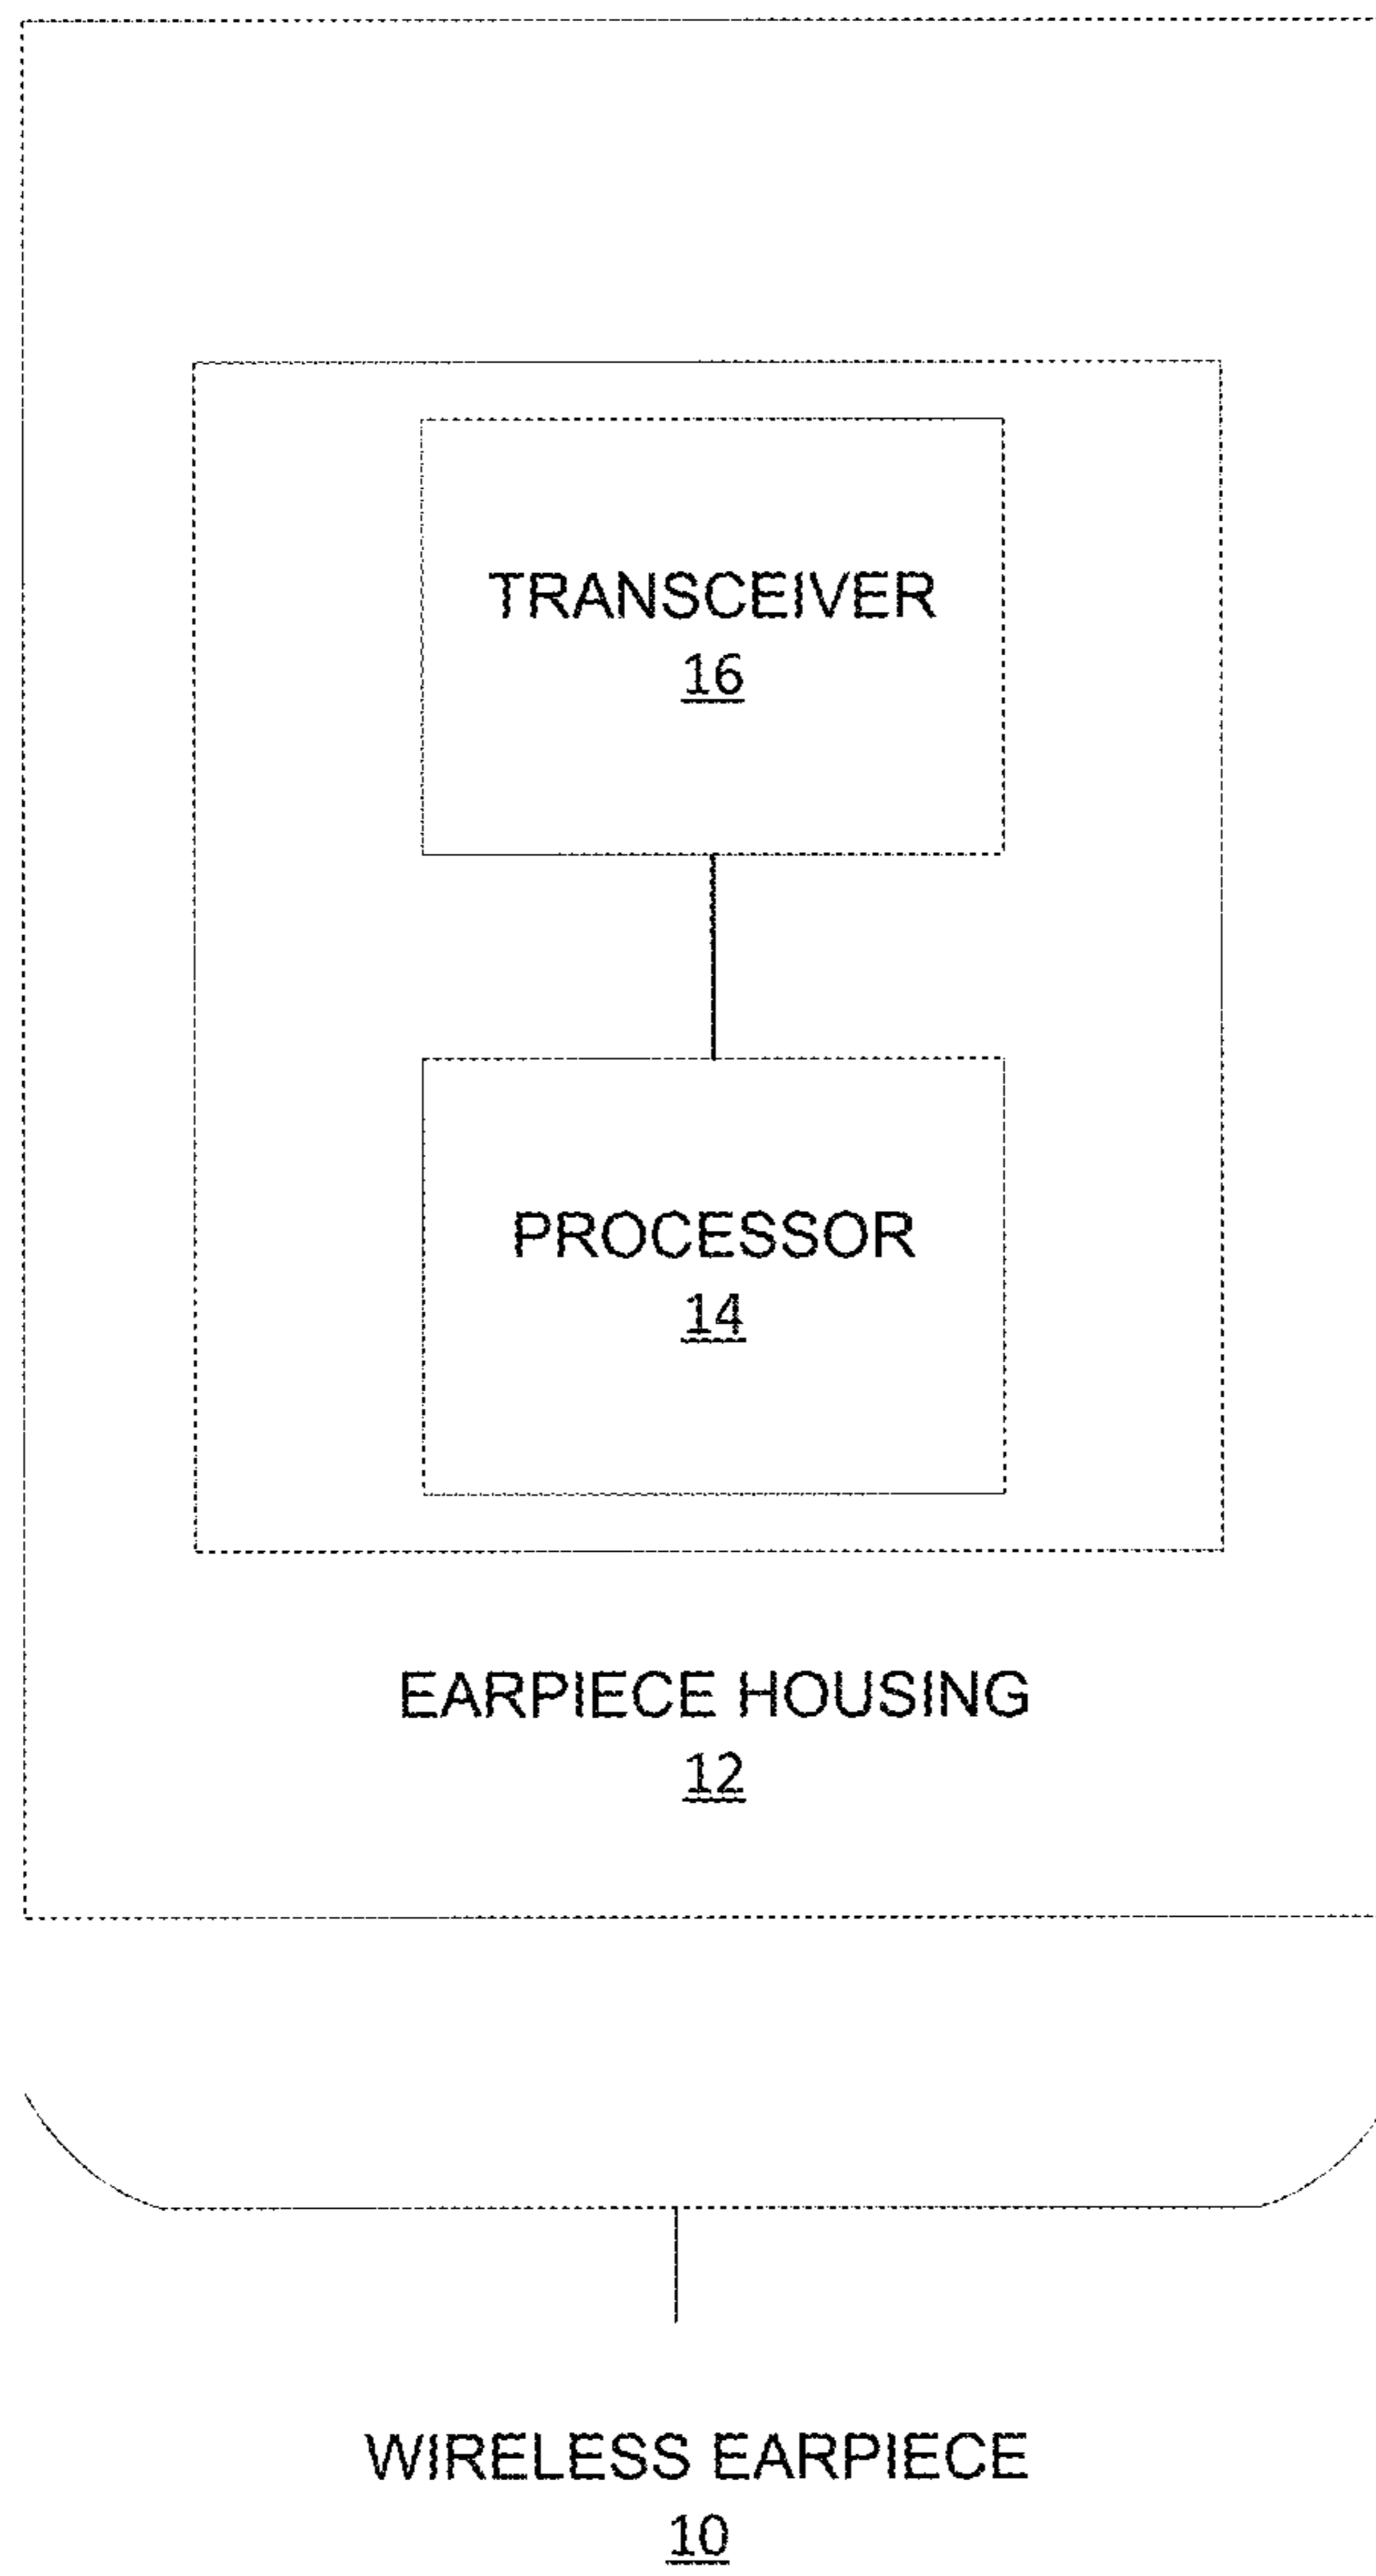 TRANSCEIVER
16
PROCESSOR
14
EARPIECE HOUSING
12
WIRELESS EARPIECE
10